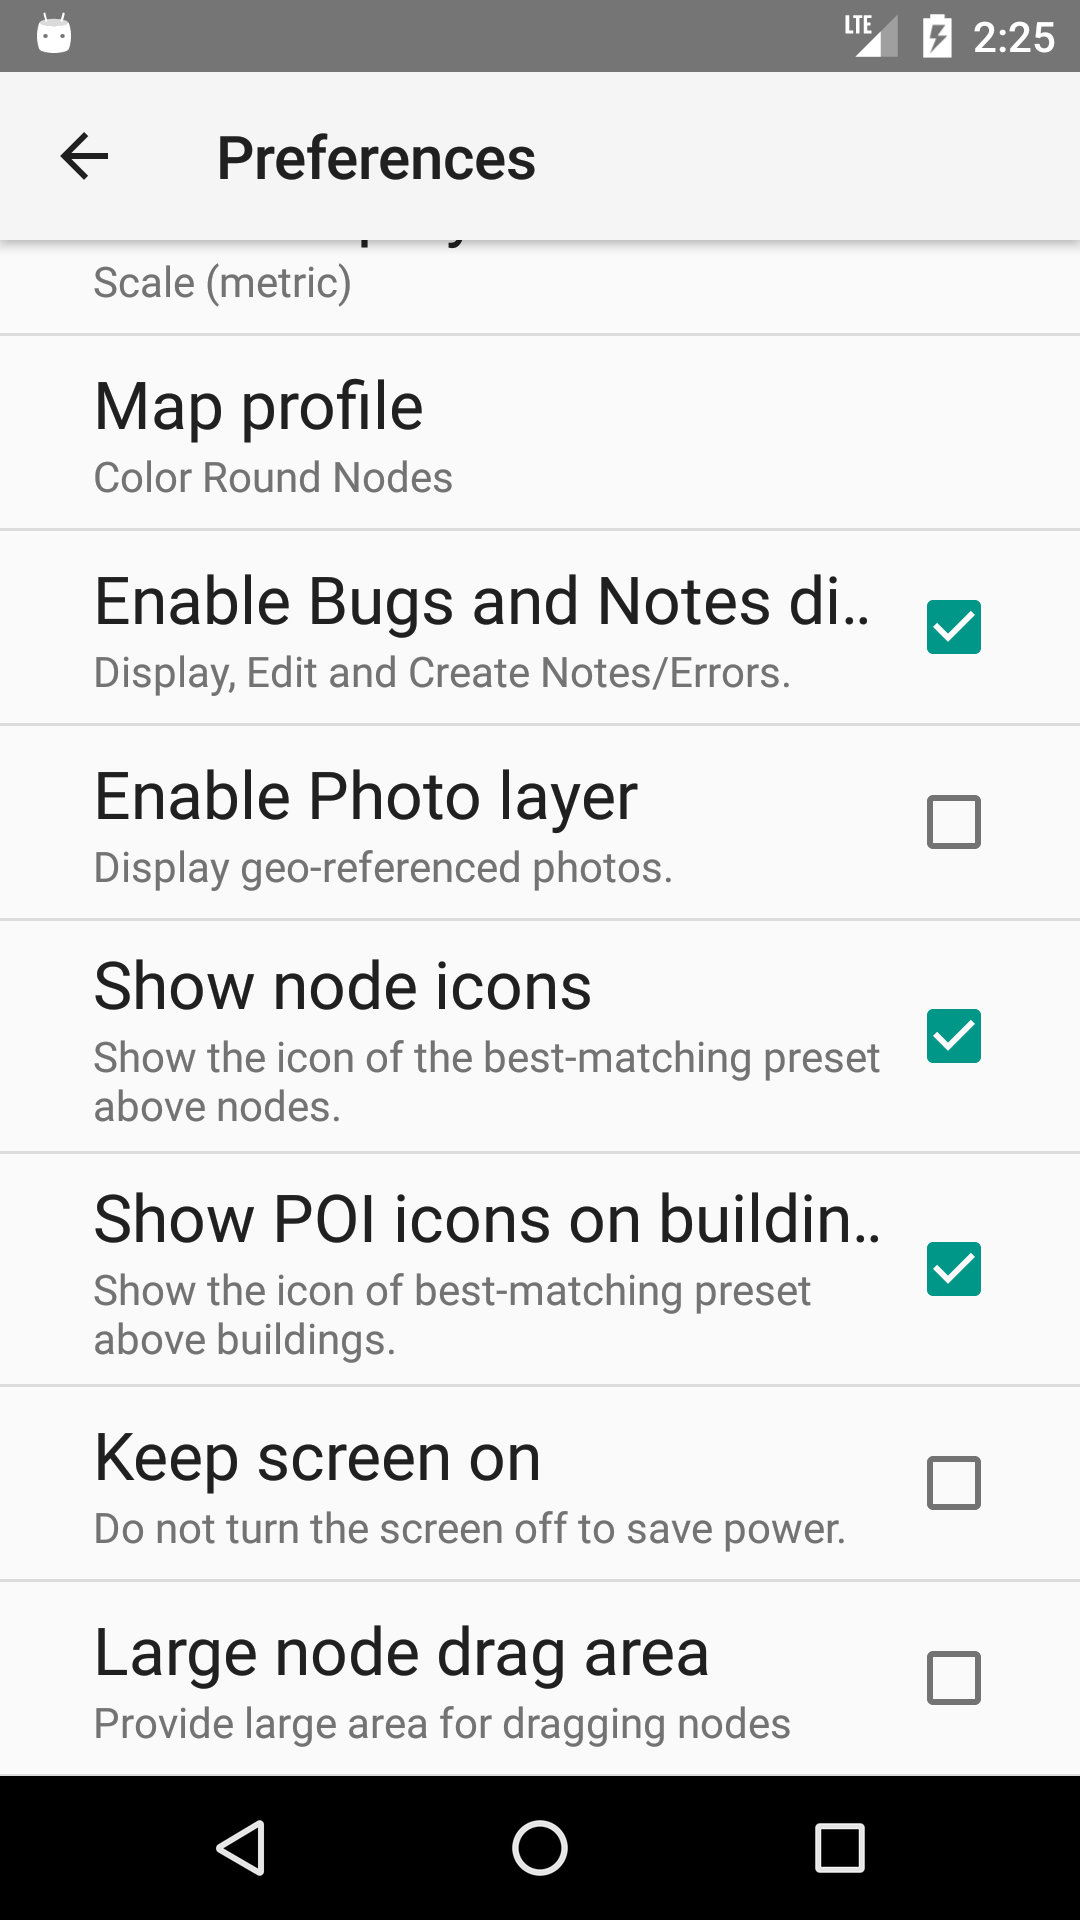 LTE 2:25
Preferences
Scale (metric)
Map profile
Color Round Nodes
Enable Bugs and Notes di..
Display, Edit and Create Notes/Errors.
Enable Photo layer
Display geo-referenced photos.
Show node icons
Show the icon of the best-matching preset
above nodes.
Show POI icons on buildin..
Show the icon of best-matching preset
above buildings.
Keep screen on
Do not turn the screen off to save power.
Large node drag area
Provide large area for dragging nodes